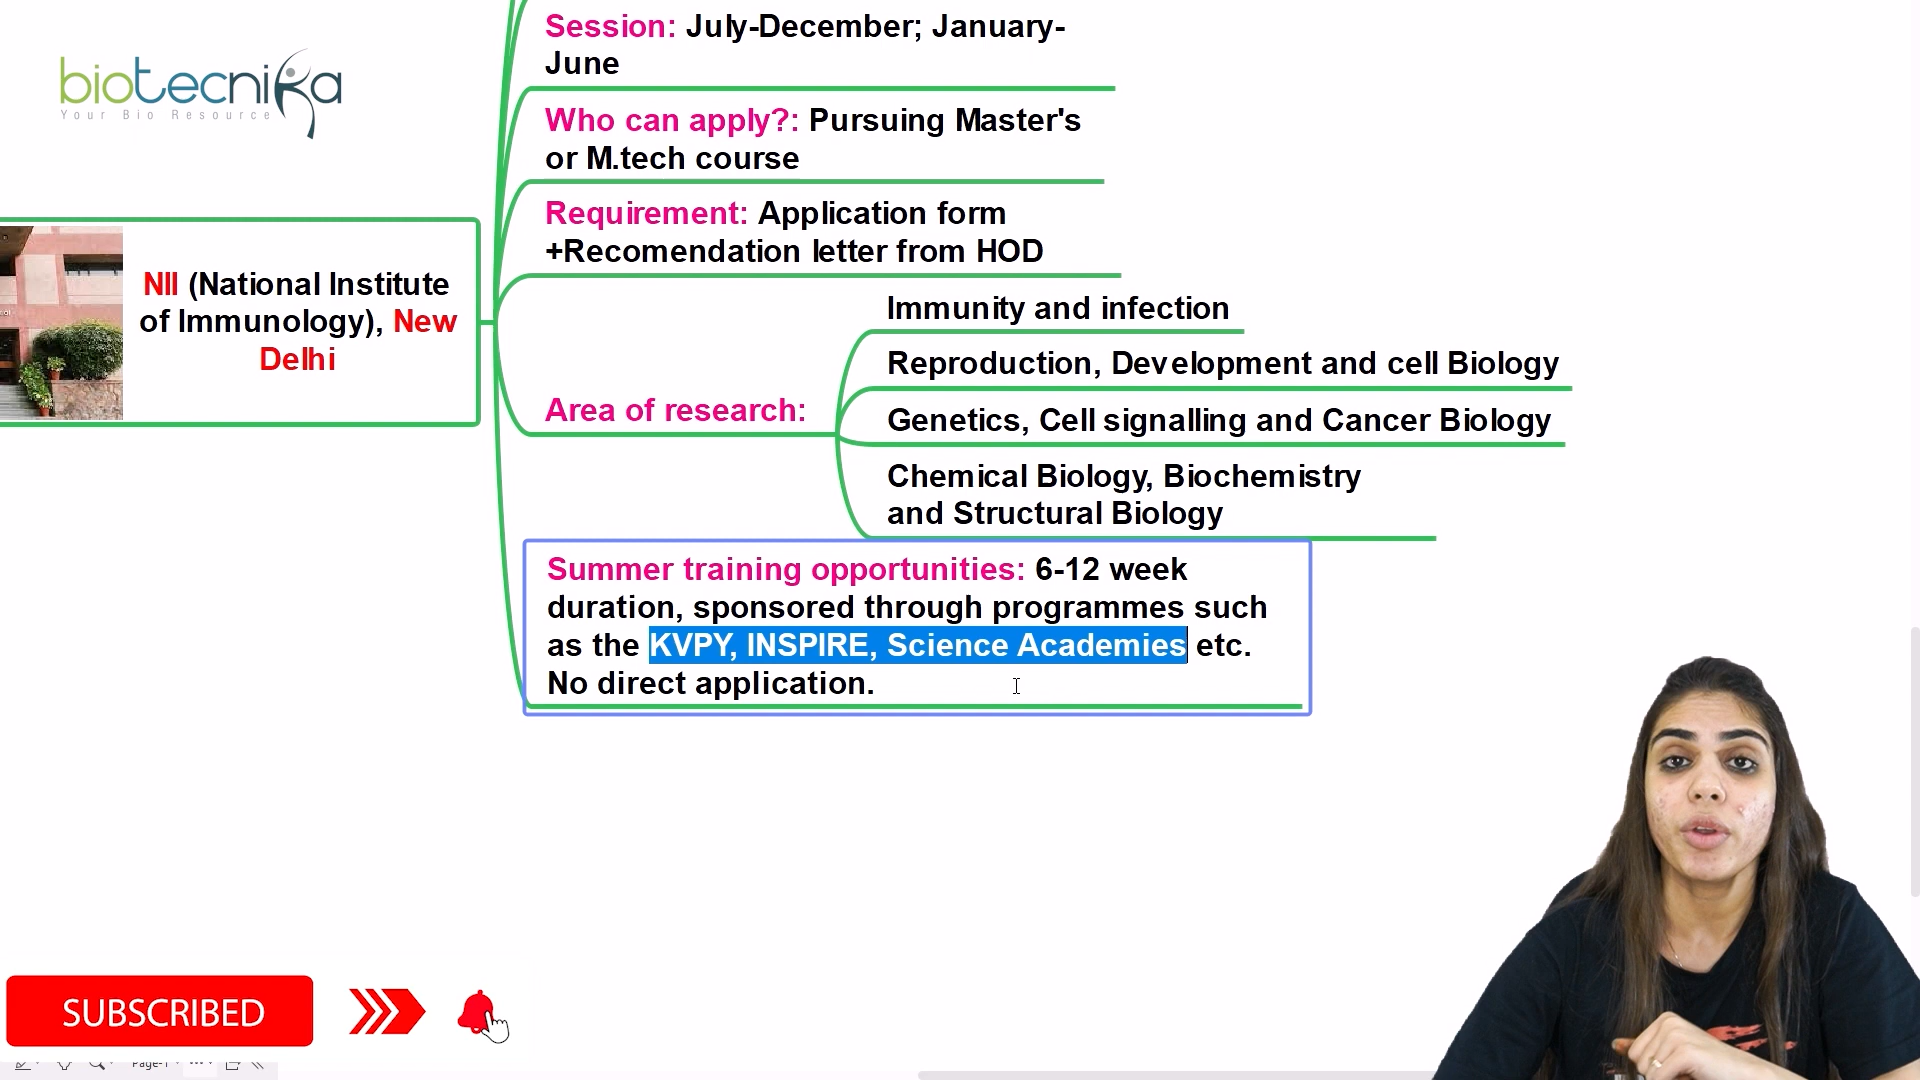 biotecnika
Your Bio Resource
Session: July-December; January-
June
Who can apply?: Pursuing Master's
or M.tech course
Requirement: Application form
+Recomendation letter from HOD
NII (National Institute
of Immunology), New
Delhi
Area of research:
Immunity and infection
Reproduction, Development and cell Biology
Genetics, Cell signalling and Cancer Biology
Chemical Biology, Biochemistry
and Structural Biology
Summer training opportunities: 6-12 week
duration, sponsored through programmes such
as the KVPY, INSPIRE, Science Academies etc.
No direct application.
SUBSCRIBED
Page-1